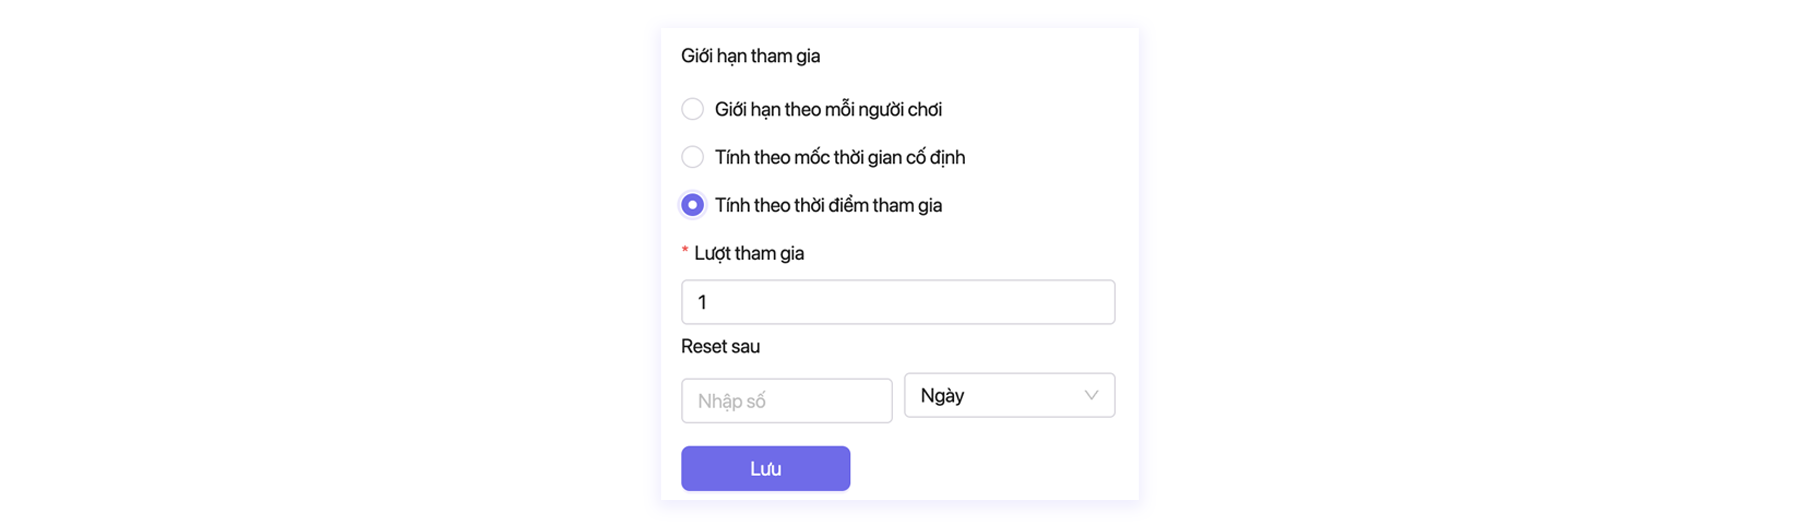 Giới hạn tham gia
Giới hạn theo mỗi người chơi
Tính theo mốc thời gian cố định
Tính theo thời điểm tham gia
* Lượt tham gia
1
Reset sau
Nhập số
Ngày
Lưu